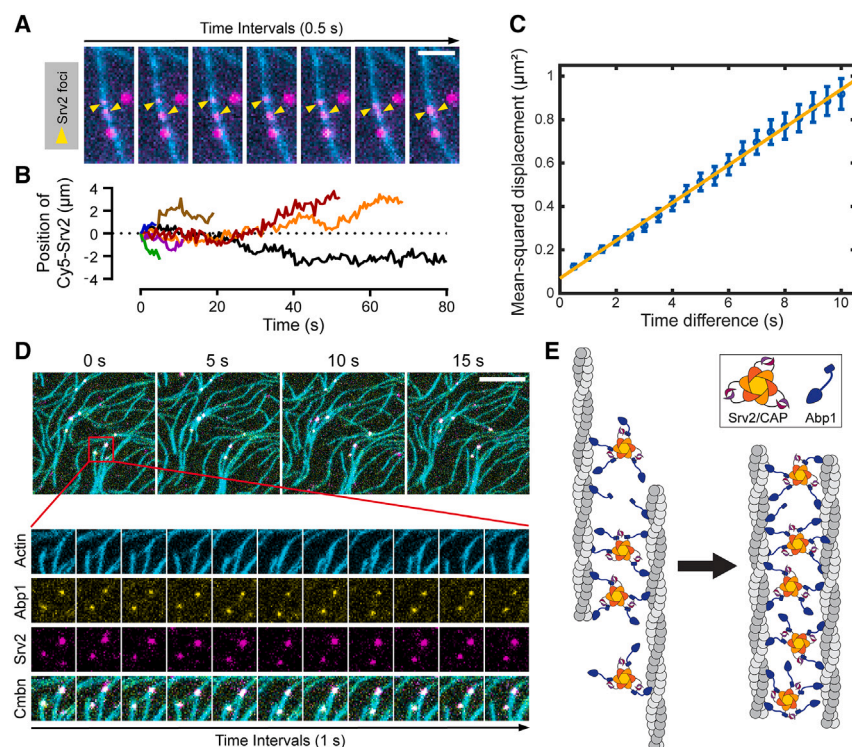 A
Time Intervals (0.5 s)
Srv2 foci
B
Position of
Cy5-Srv2 (µm)
4
2
0
-2
-4
0
20
40
60
80
Time (s)
C
Mean-squared displacement (µm²)
1
0.8
0.6
0.4
0.2
0
0
2
4
6
8
10
Time difference (s)
D
0 s
5 s
10 s
15 s
Actin
Abp1
Srv2
Cmbn
Time Intervals (1 s)
E
Srv2/CAP
Abp1